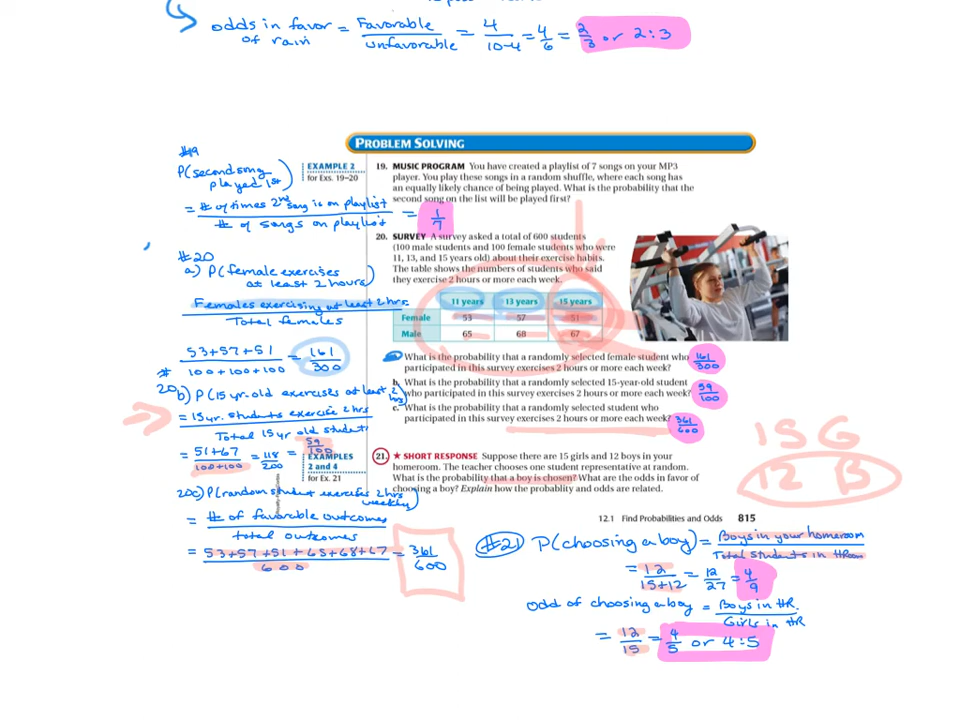 odds in favor of rain = Favorable / unfavorable = 4 / 10-4 = 4/6 = 2/3 or 2:3
PROBLEM SOLVING
#19
P(second song played 1st)
= # of times 2nd song is on playlist / # of songs on playlist = 1/7
EXAMPLE 2
for Exs. 19–20
19. MUSIC PROGRAM You have created a playlist of 7 songs on your MP3
player. You play these songs in a random shuffle, where each song has
an equally likely chance of being played. What is the probability that the
second song on the list will be played first?
20. SURVEY A survey asked a total of 600 students
(100 male students and 100 female students who were
11, 13, and 15 years old) about their exercise habits.
The table shows the numbers of students who said
they exercise 2 hours or more each week.
11 years 13 years 15 years
Female 53 57 51
Male 65 68 67
What is the probability that a randomly selected female student who
participated in this survey exercises 2 hours or more each week? 161/300
b. What is the probability that a randomly selected 15-year-old student
who participated in this survey exercises 2 hours or more each week? 59/100
c. What is the probability that a randomly selected student who
participated in this survey exercises 2 hours or more each week? 361/600
#20
a) P(female exercises at least 2 hours)
Females exercising at least 2 hrs / Total females
53+57+51 / 100+100+100 = 161/300
#
20 b) P(15 yr. old exercises at least 2 hrs)
= 15 yr. students exercise 2 hrs / Total 15 yr old student
= 51+67 / 100+100 = 118/200 = 59/100
EXAMPLES
2 and 4
for Ex. 21
21. ★ SHORT RESPONSE Suppose there are 15 girls and 12 boys in your
homeroom. The teacher chooses one student representative at random.
What is the probability that a boy is chosen? What are the odds in favor of
choosing a boy? Explain how the probablity and odds are related.
15 G
12 B
20c) P(random student exercises 2 hrs weekly)
= # of favorable outcomes / total outcomes
= 53+57+51+65+68+67 / 600 = 361/600
12.1 Find Probabilities and Odds 815
#21 P(choosing a boy) = Boys in your homeroom / Total students in HRoom
= 12 / 15+12 = 12/27 = 4/9
Odd of choosing a boy = Boys in HR. / Girls in HR
= 12/15 = 4/5 or 4:5